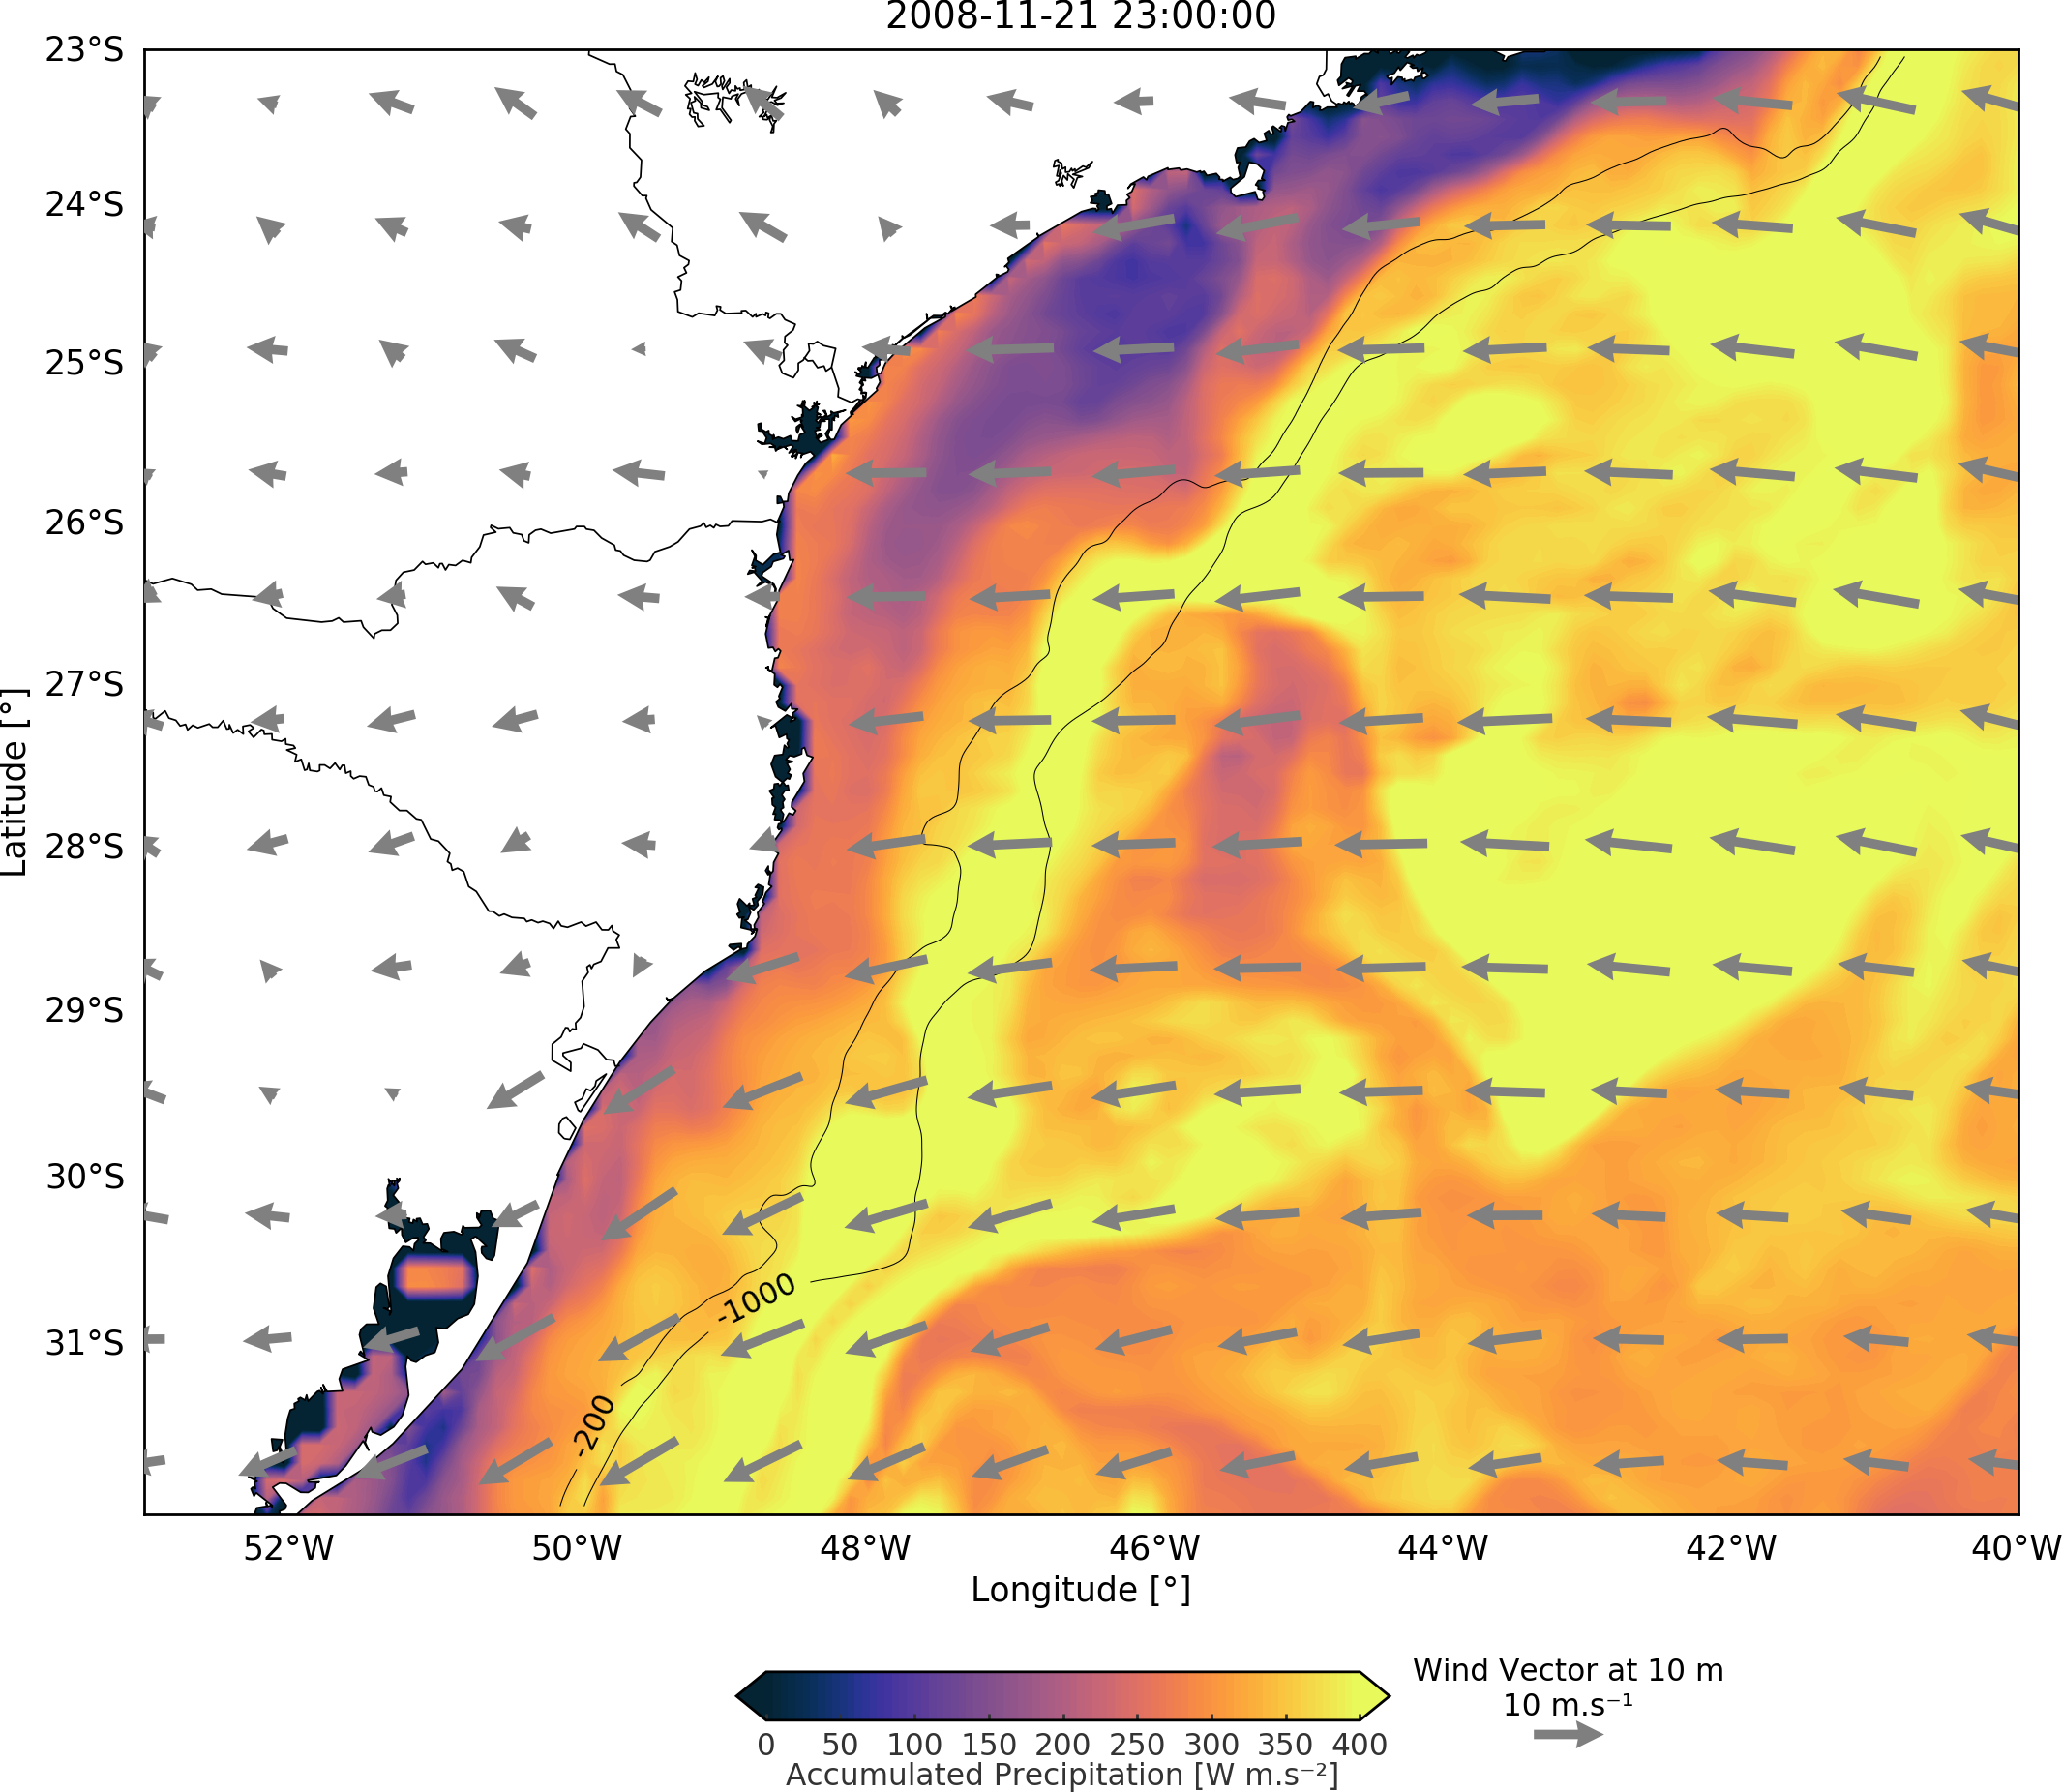 2008-11-21 23:00:00
23°S
24°S
25°S
26°S
27°S
28°S
29°S
30°S
31°S
Latitude [°]
-1000
-200
52°W 50°W 48°W 46°W 44°W 42°W 40°W
Longitude [°]
Wind Vector at 10 m
10 m.s⁻¹
0 50 100 150 200 250 300 350 400
Accumulated Precipitation [W m.s⁻²]